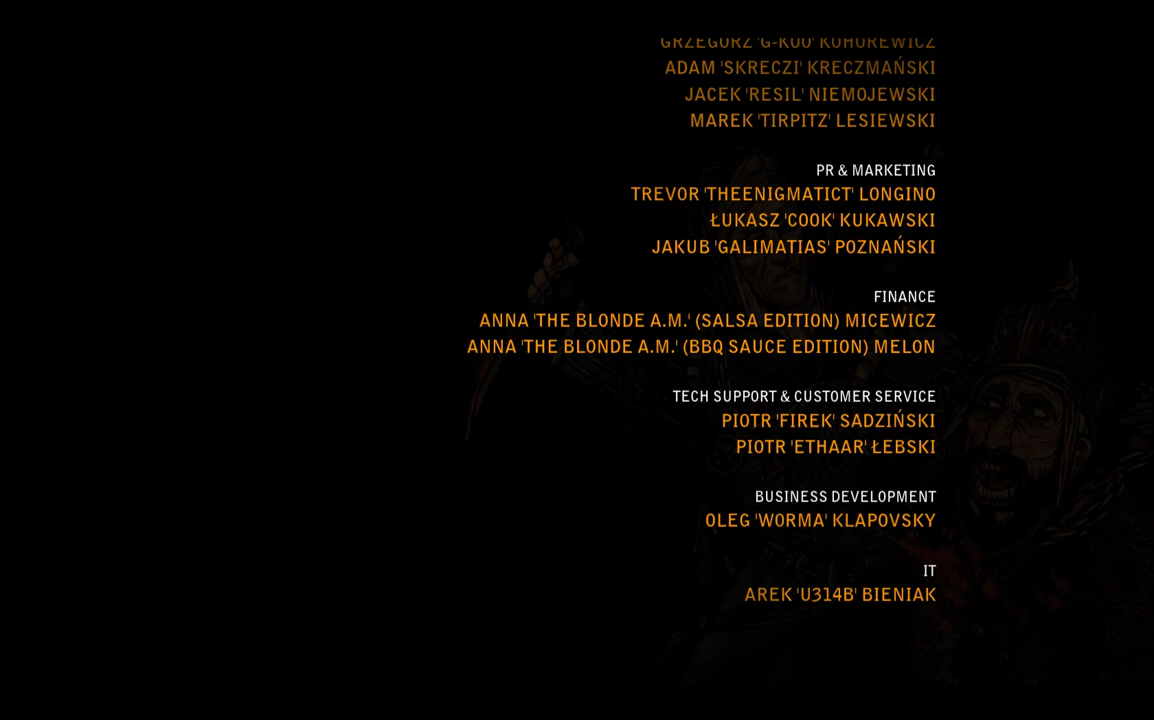 GRZEGORZ 'G-KOO' KOHOREWICZ
ADAM 'SKRECZI' KRECZMAŃSKI
JACEK 'RESIL' NIEMOJEWSKI
MAREK 'TIRPITZ' LESIEWSKI
PR & MARKETING
TREVOR 'THEENIGMATICT' LONGINO
ŁUKASZ 'COOK' KUKAWSKI
JAKUB 'GALIMATIAS' POZNAŃSKI
FINANCE
ANNA 'THE BLONDE A.M.' (SALSA EDITION) MICEWICZ
ANNA 'THE BLONDE A.M.' (BBQ SAUCE EDITION) MELON
TECH SUPPORT & CUSTOMER SERVICE
PIOTR 'FIREK' SADZIŃSKI
PIOTR 'ETHAAR' ŁEBSKI
BUSINESS DEVELOPMENT
OLEG 'WORMA' KLAPOVSKY
IT
AREK 'U314B' BIENIAK